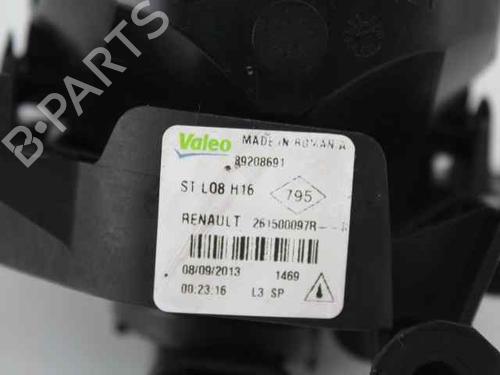 Valeo MADE IN ROMANIA
89208691
ST L08 H16 795
RENAULT 261500097R--
08/09/2013 1469
00:23:16 L3 SP
B-PARTS